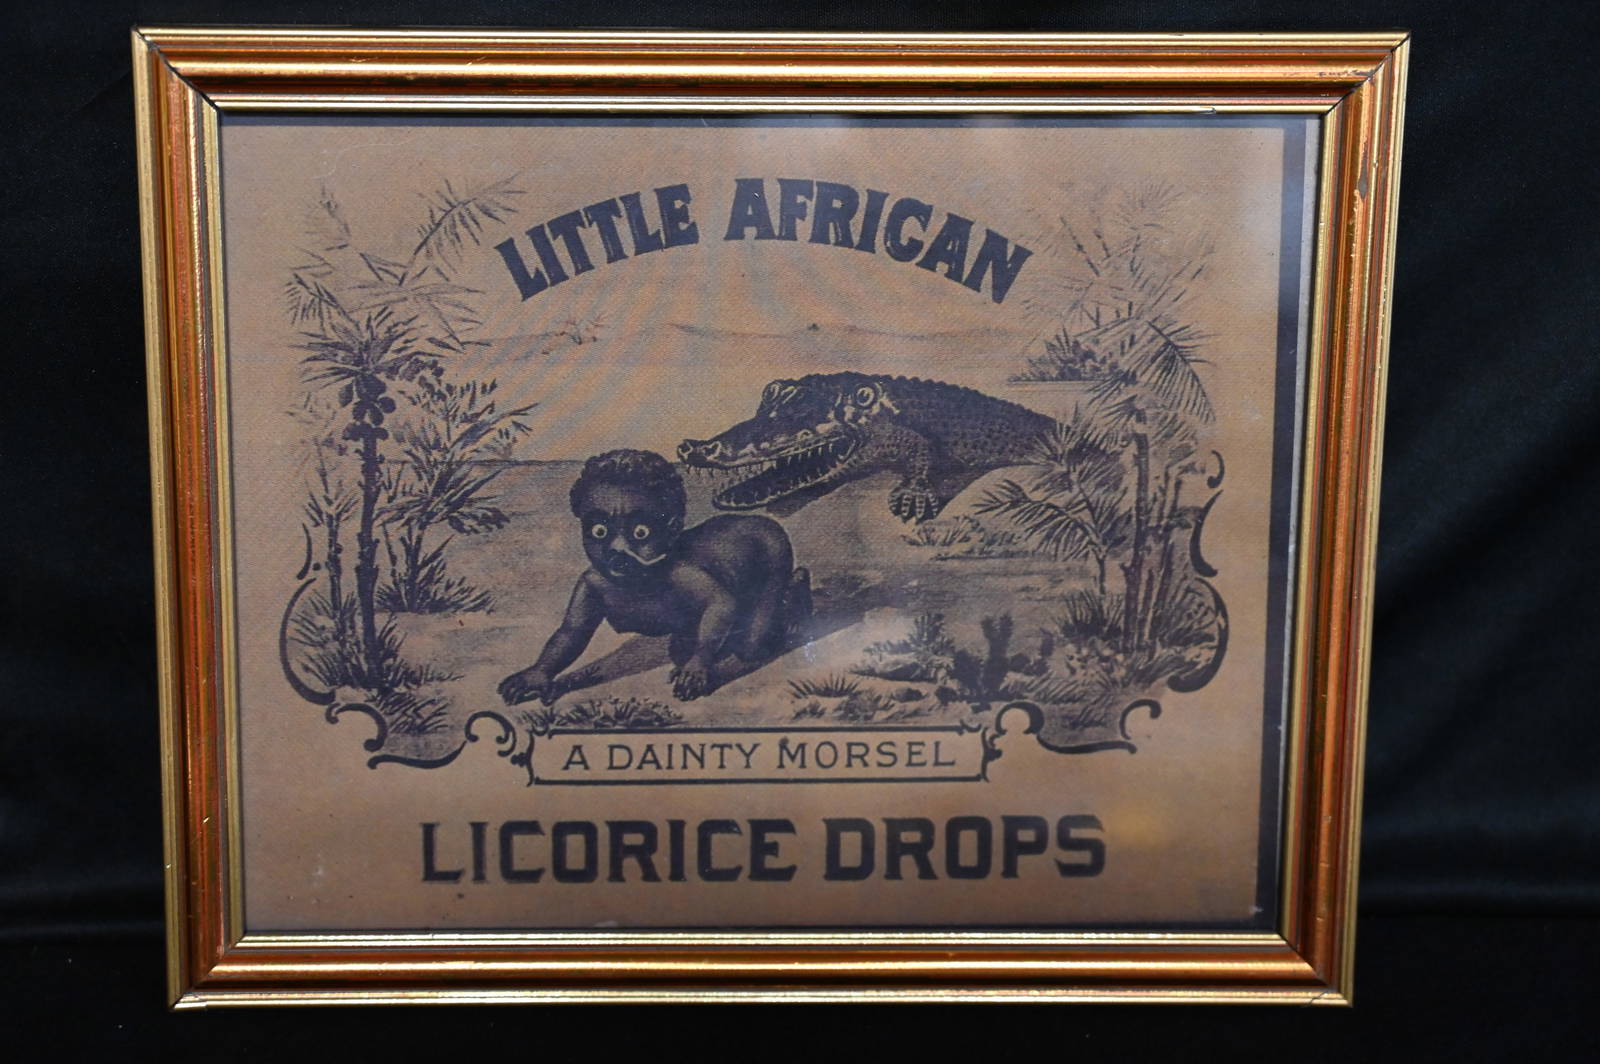 LITTLE AFRICAN
A DAINTY MORSEL
LICORICE DROPS